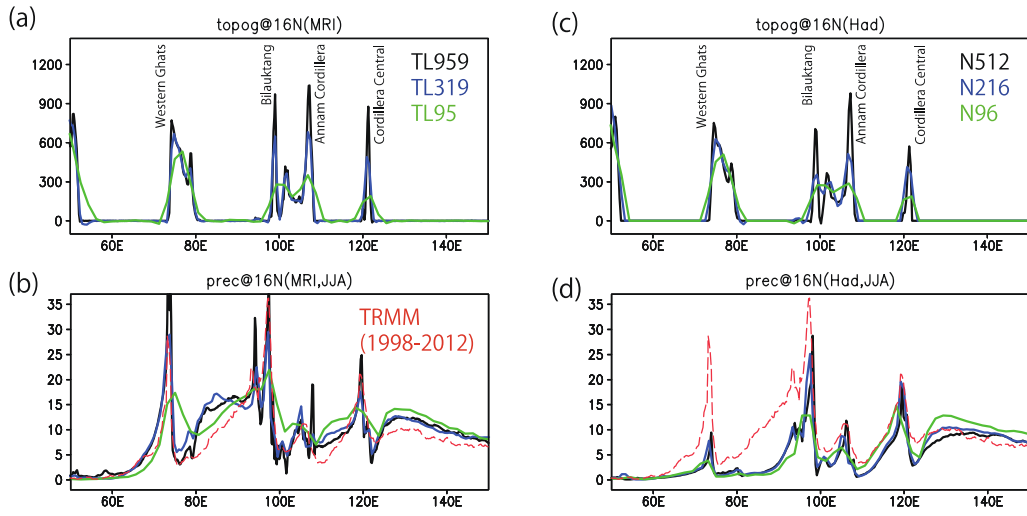 (a)
topog@16N(MRI)
1200
900
600
300
0
Western Ghats
Bilauktang
Annam Cordillera
Cordillera Central
TL959
TL319
TL95
60E 80E 100E 120E 140E
(c)
topog@16N(Had)
1200
900
600
300
0
Western Ghats
Bilauktang
Annam Cordillera
Cordillera Central
N512
N216
N96
60E 80E 100E 120E 140E
(b)
prec@16N(MRI,JJA)
35
30
25
20
15
10
5
0
TRMM
(1998-2012)
60E 80E 100E 120E 140E
(d)
prec@16N(Had,JJA)
35
30
25
20
15
10
5
0
60E 80E 100E 120E 140E